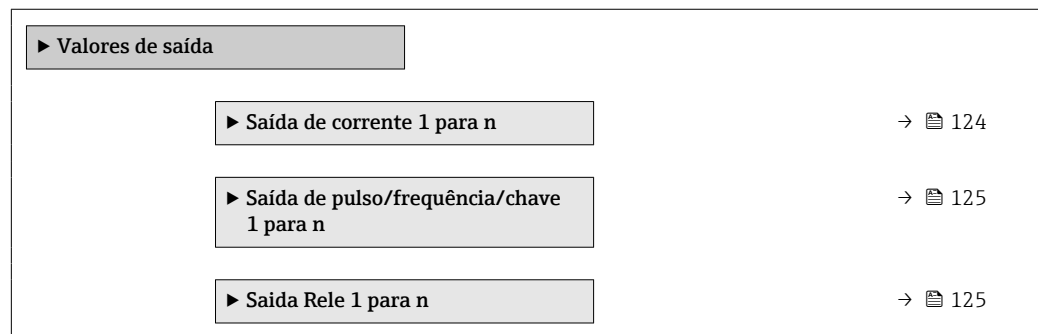 ▶ Valores de saída
▶ Saída de corrente 1 para n → 124
▶ Saída de pulso/frequência/chave → 125
1 para n
▶ Saida Rele 1 para n → 125